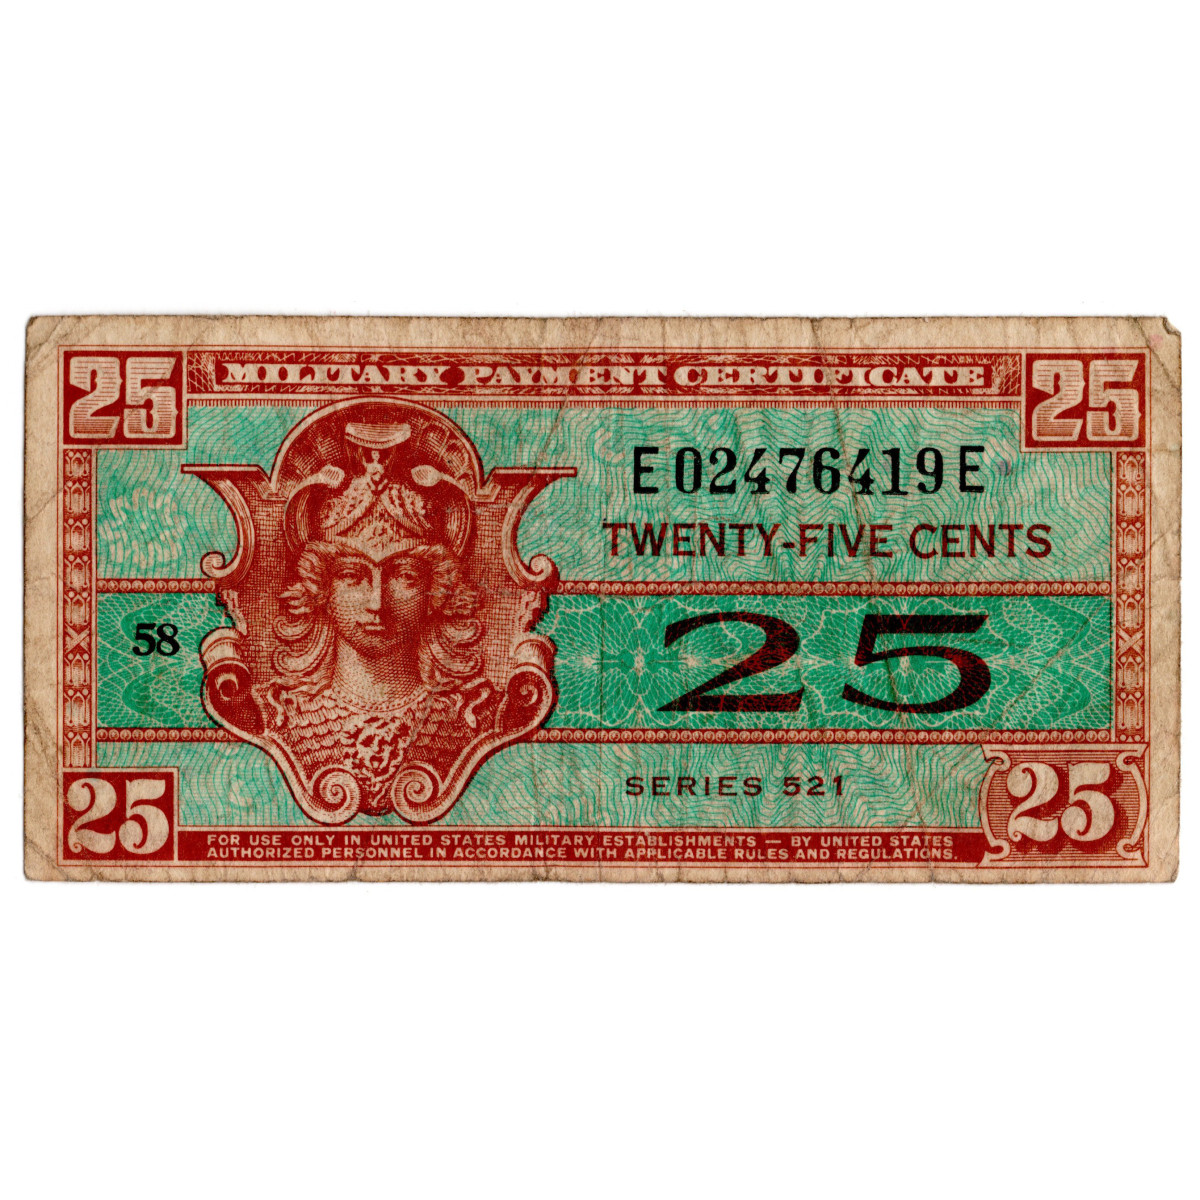 25 MILITARY PAYMENT CERTIFICATE 25
E02476419E
TWENTY-FIVE CENTS
58
25
SERIES 521
25
25
FOR USE ONLY IN UNITED STATES MILITARY ESTABLISHMENTS — BY UNITED STATES
AUTHORIZED PERSONNEL IN ACCORDANCE WITH APPLICABLE RULES AND REGULATIONS.